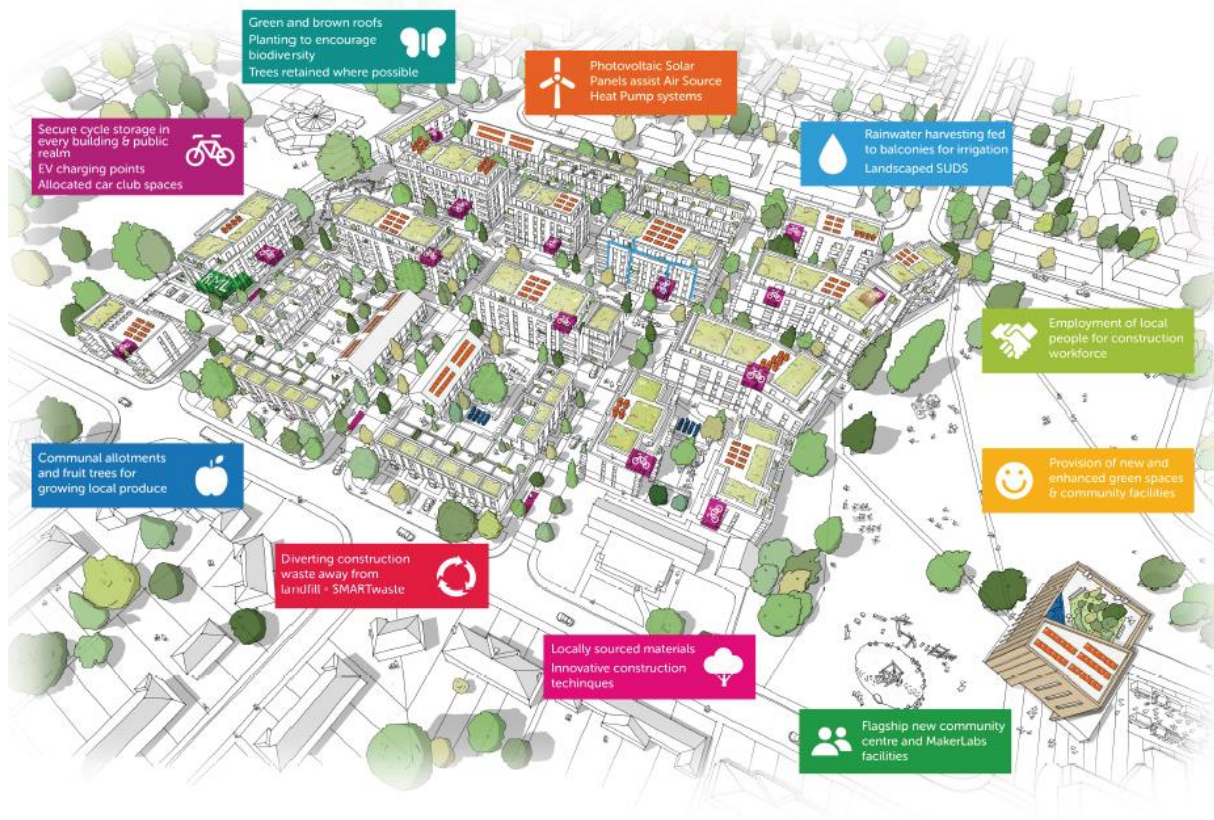 Green and brown roofs
Planting to encourage
biodiversity
Trees retained where possible
Photovoltaic Solar
Panels assist Air Source
Heat Pump systems
Secure cycle storage in
every building & public
realm
EV charging points
Allocated car club spaces
Rainwater harvesting fed
to balconies for irrigation
Landscaped SUDS
Employment of local
people for construction
workforce
Communal allotments
and fruit trees for
growing local produce
Provision of new and
enhanced green spaces
& community facilities
Diverting construction
waste away from
landfill - SMARTwaste
Locally sourced materials
Innovative construction
techinques
Flagship new community
centre and MakerLabs
facilities